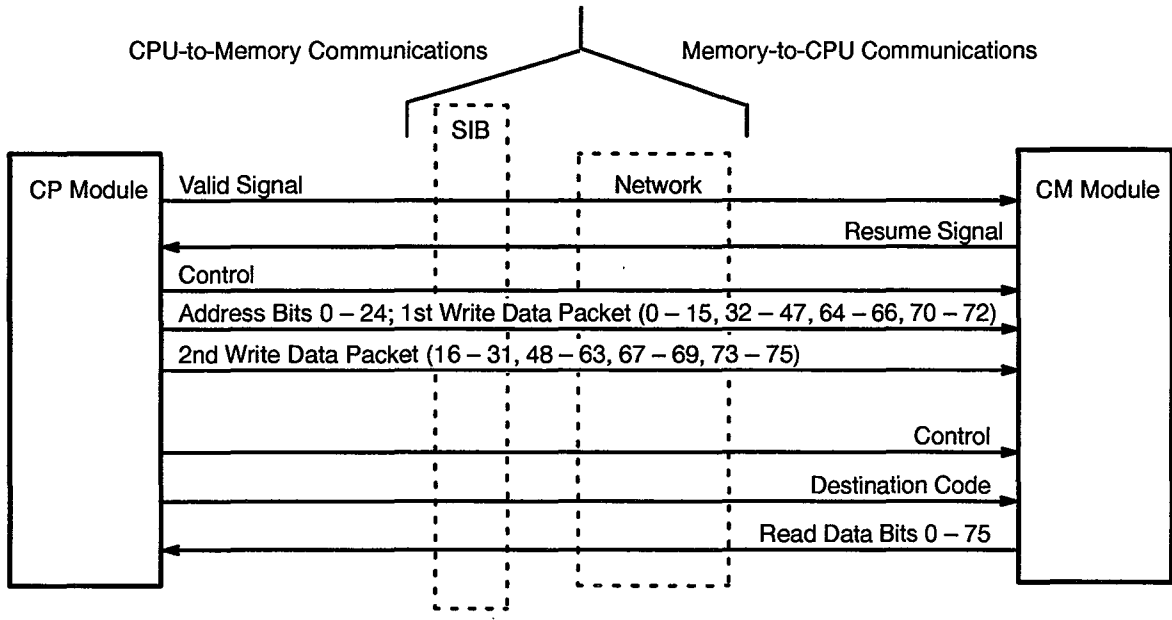 CPU-to-Memory Communications
Memory-to-CPU Communications
SIB
CP Module
Valid Signal
Network
CM Module
Resume Signal
Control
Address Bits 0 – 24; 1st Write Data Packet (0 – 15, 32 – 47, 64 – 66, 70 – 72)
2nd Write Data Packet (16 – 31, 48 – 63, 67 – 69, 73 – 75)
Control
Destination Code
Read Data Bits 0 – 75